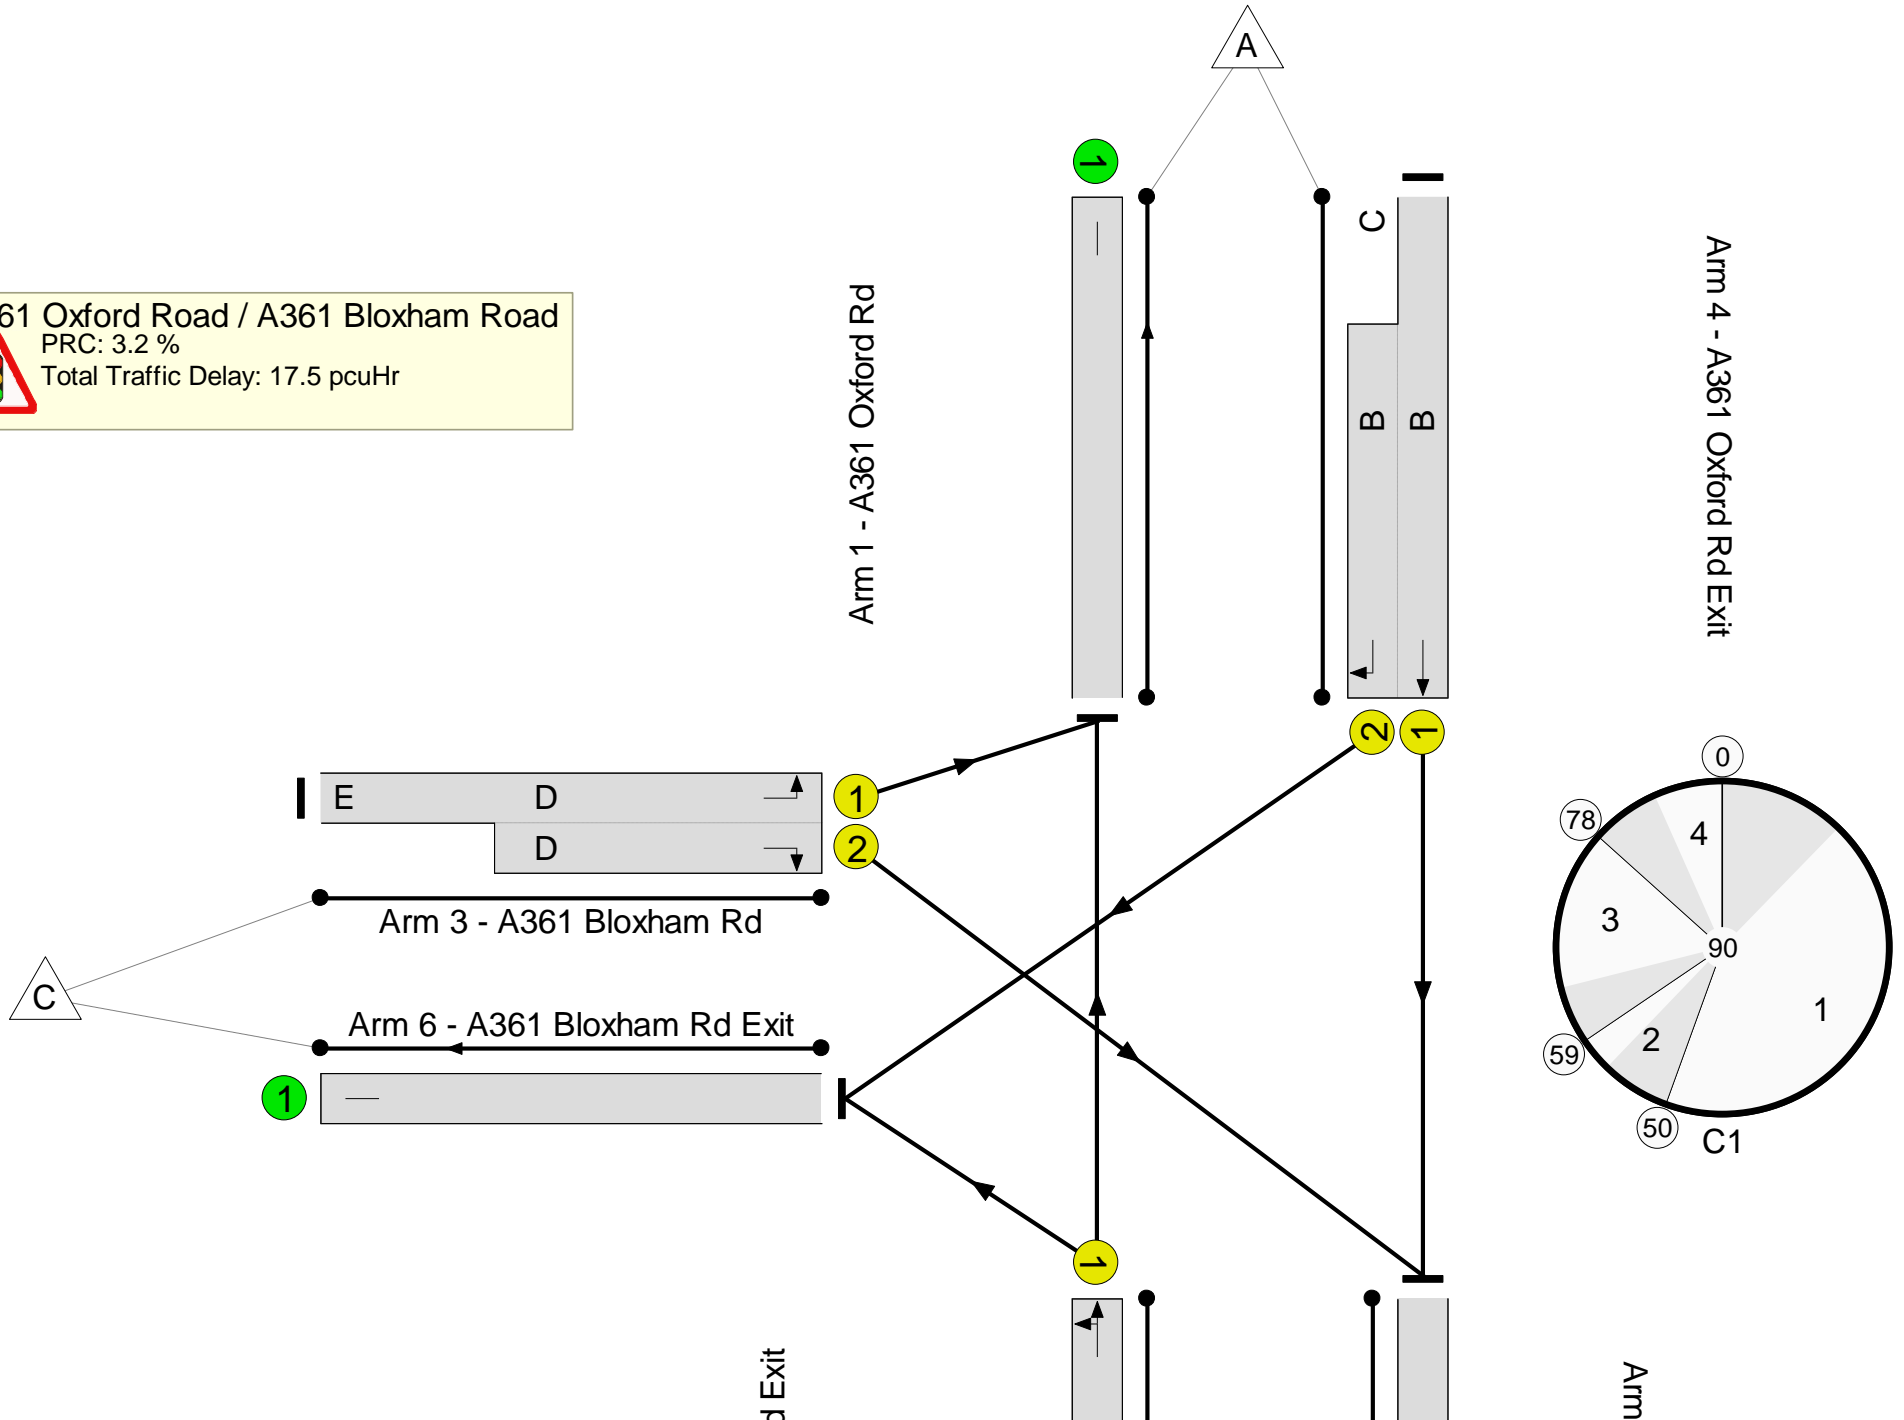 A
1
C
B
B
Arm 1 - A361 Oxford Rd
Arm 4 - A361 Oxford Rd Exit
61 Oxford Road / A361 Bloxham Road
PRC: 3.2 %
Total Traffic Delay: 17.5 pcuHr
2
1
E
D
1
D
2
Arm 3 - A361 Bloxham Rd
C
Arm 6 - A361 Bloxham Rd Exit
1
0
78
4
3
90
1
2
59
50
C1
1
d Exit
Arm